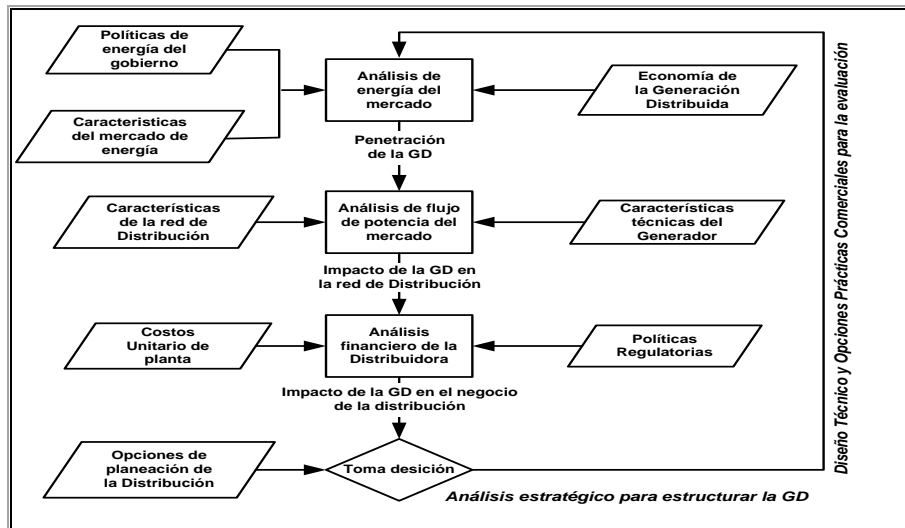 Políticas de
energía del
gobierno
Caracteristicas
del mercado de
energía
Análisis de
energía del
mercado
Economía de
la Generación
Distribuida
Penetración
de la GD
Características
de la red de
Distribución
Análisis de flujo
de potencia del
mercado
Características
técnicas del
Generador
Impacto de la GD en
la red de Distribución
Costos
Unitario de
planta
Análisis
financiero de la
Distribuidora
Políticas
Regulatorias
Impacto de la GD en el negocio
de la distribución
Opciones de
planeación de
la Distribución
Toma desición
Análisis estratégico para estructurar la GD
Diseño Técnico y Opciones Prácticas Comerciales para la evaluación